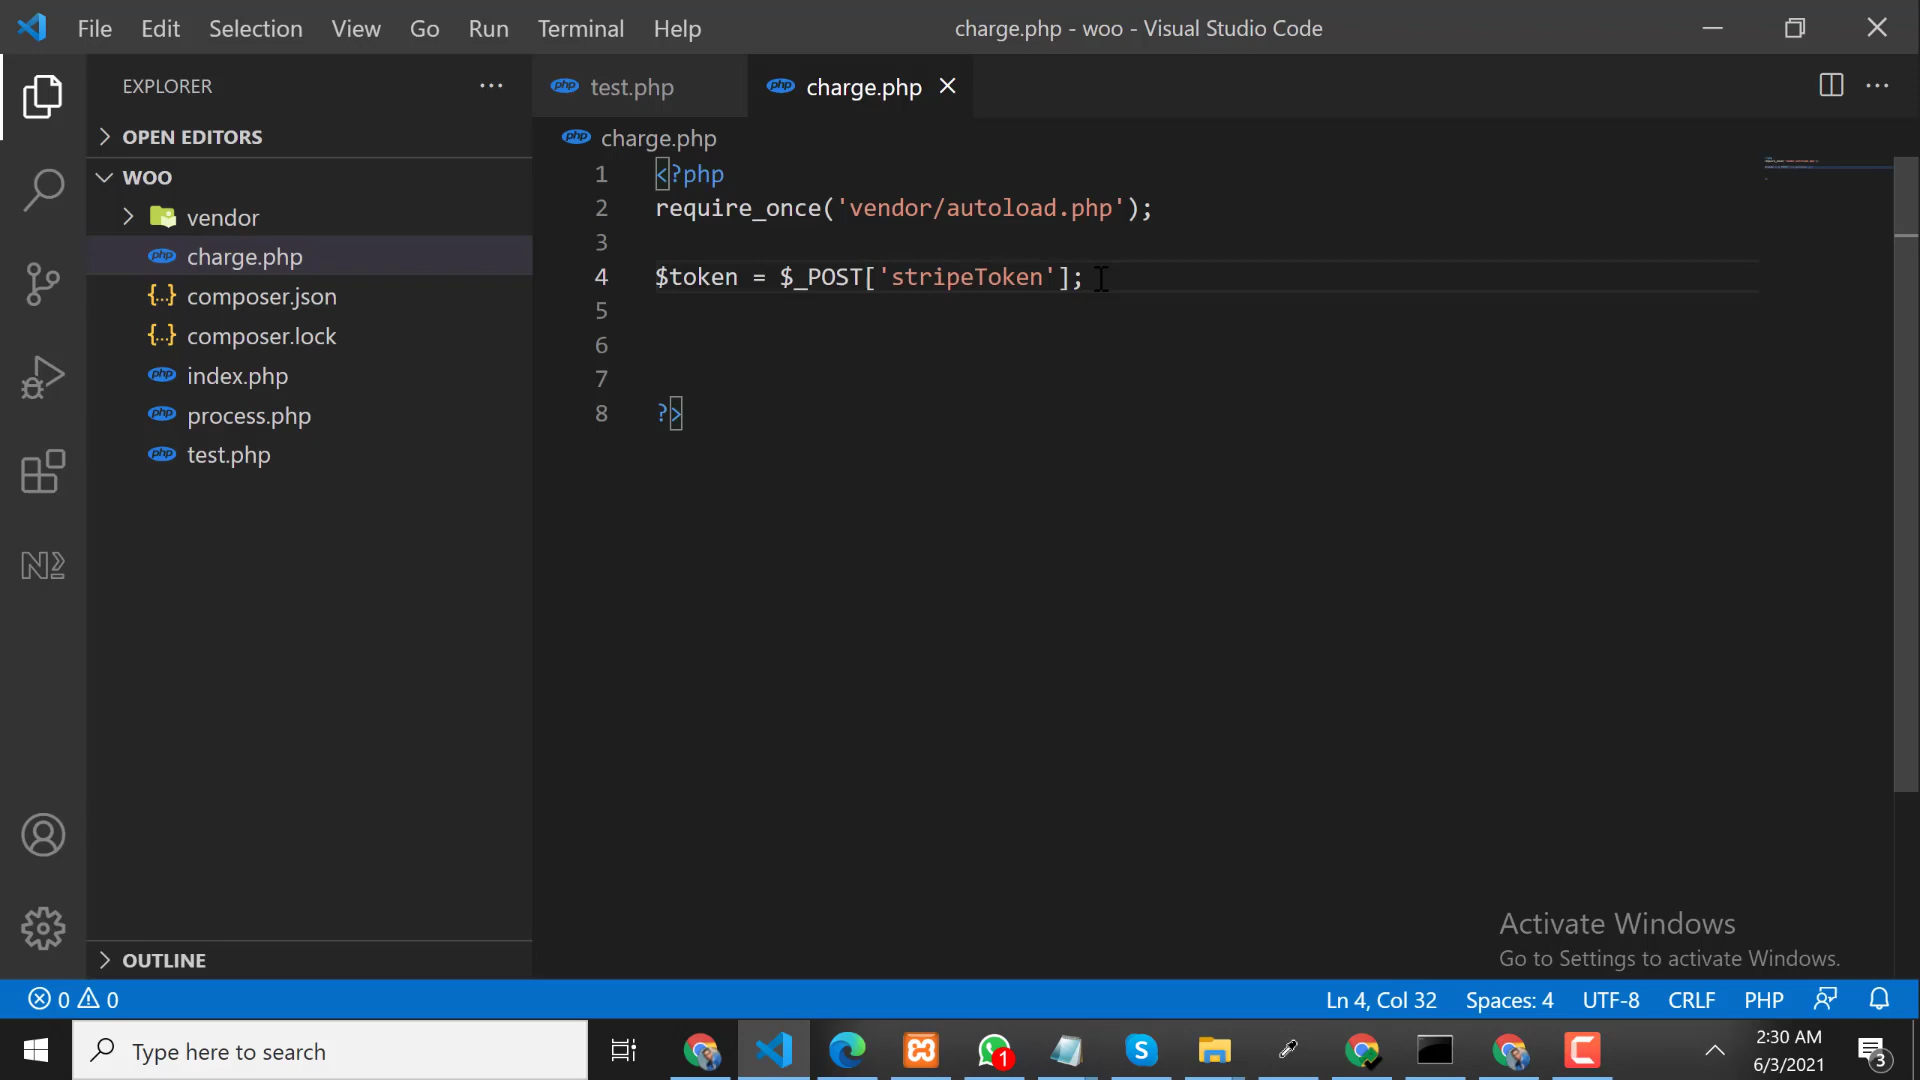 File Edit Selection View Go Run Terminal Help
charge.php - woo - Visual Studio Code
EXPLORER
OPEN EDITORS
WOO
vendor
charge.php
composer.json
composer.lock
index.php
process.php
test.php
OUTLINE
test.php
charge.php
charge.php
1 <?php
2 require_once('vendor/autoload.php');
3
4 $token = $_POST['stripeToken'];
5
6
7
8 ?>
Activate Windows
Go to Settings to activate Windows.
0 0
Ln 4, Col 32 Spaces: 4 UTF-8 CRLF PHP
Type here to search
1
2:30 AM
6/3/2021
3